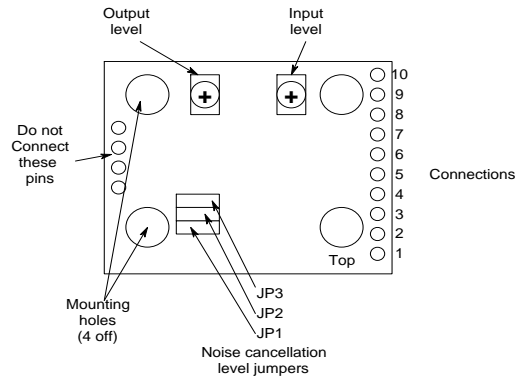 Output
level
Input
level
10
9
8
7
6
5
4
3
2
1
Connections
Do not
Connect
these
pins
Top
Mounting
holes
(4 off)
JP3
JP2
JP1
Noise cancellation
level jumpers